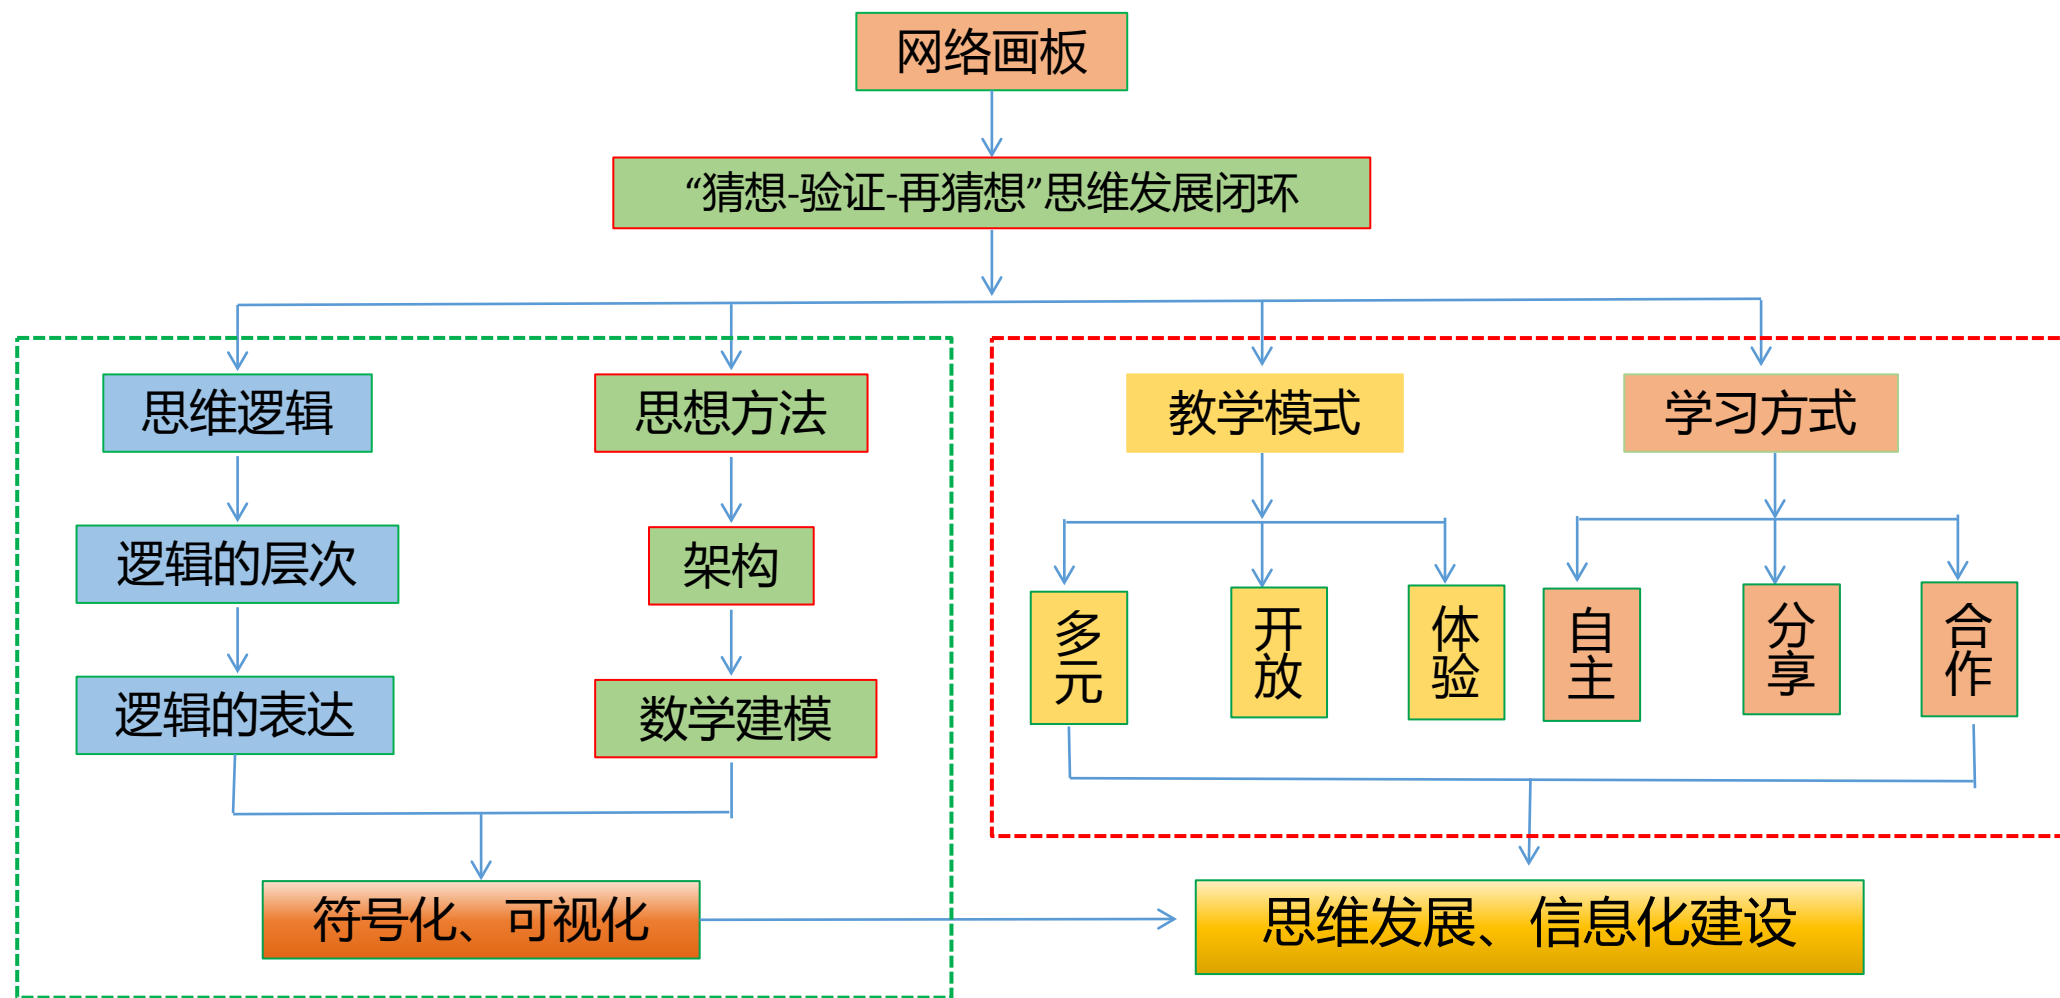 网络画板
“猜想-验证-再猜想”思维发展闭环
思维逻辑
思想方法
教学模式
学习方式
逻辑的层次
架构
多元
开放
体验
自主
分享
合作
逻辑的表达
数学建模
符号化、可视化
思维发展、信息化建设